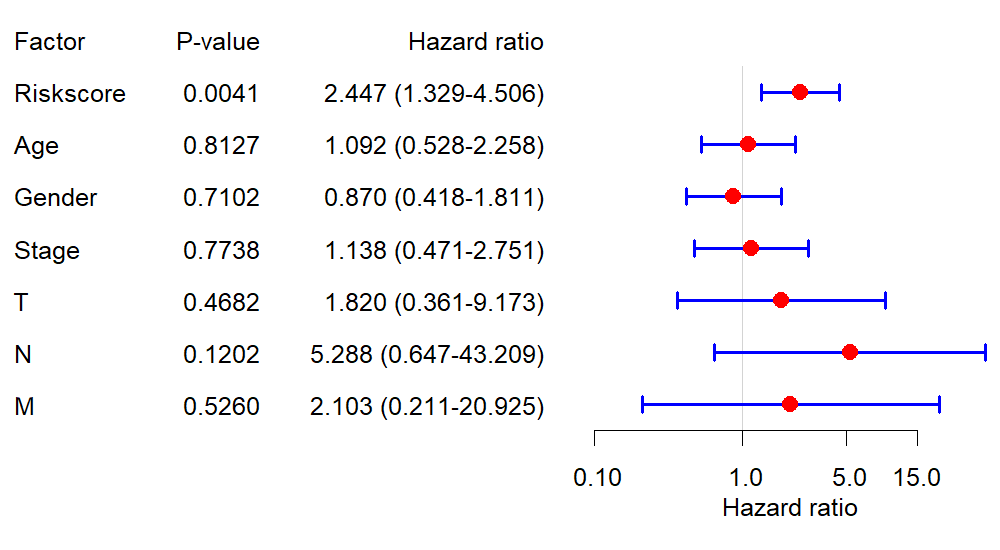 Factor P-value Hazard ratio
Riskscore 0.0041 2.447 (1.329-4.506)
Age 0.8127 1.092 (0.528-2.258)
Gender 0.7102 0.870 (0.418-1.811)
Stage 0.7738 1.138 (0.471-2.751)
T 0.4682 1.820 (0.361-9.173)
N 0.1202 5.288 (0.647-43.209)
M 0.5260 2.103 (0.211-20.925)
0.10 1.0 5.0 15.0
Hazard ratio